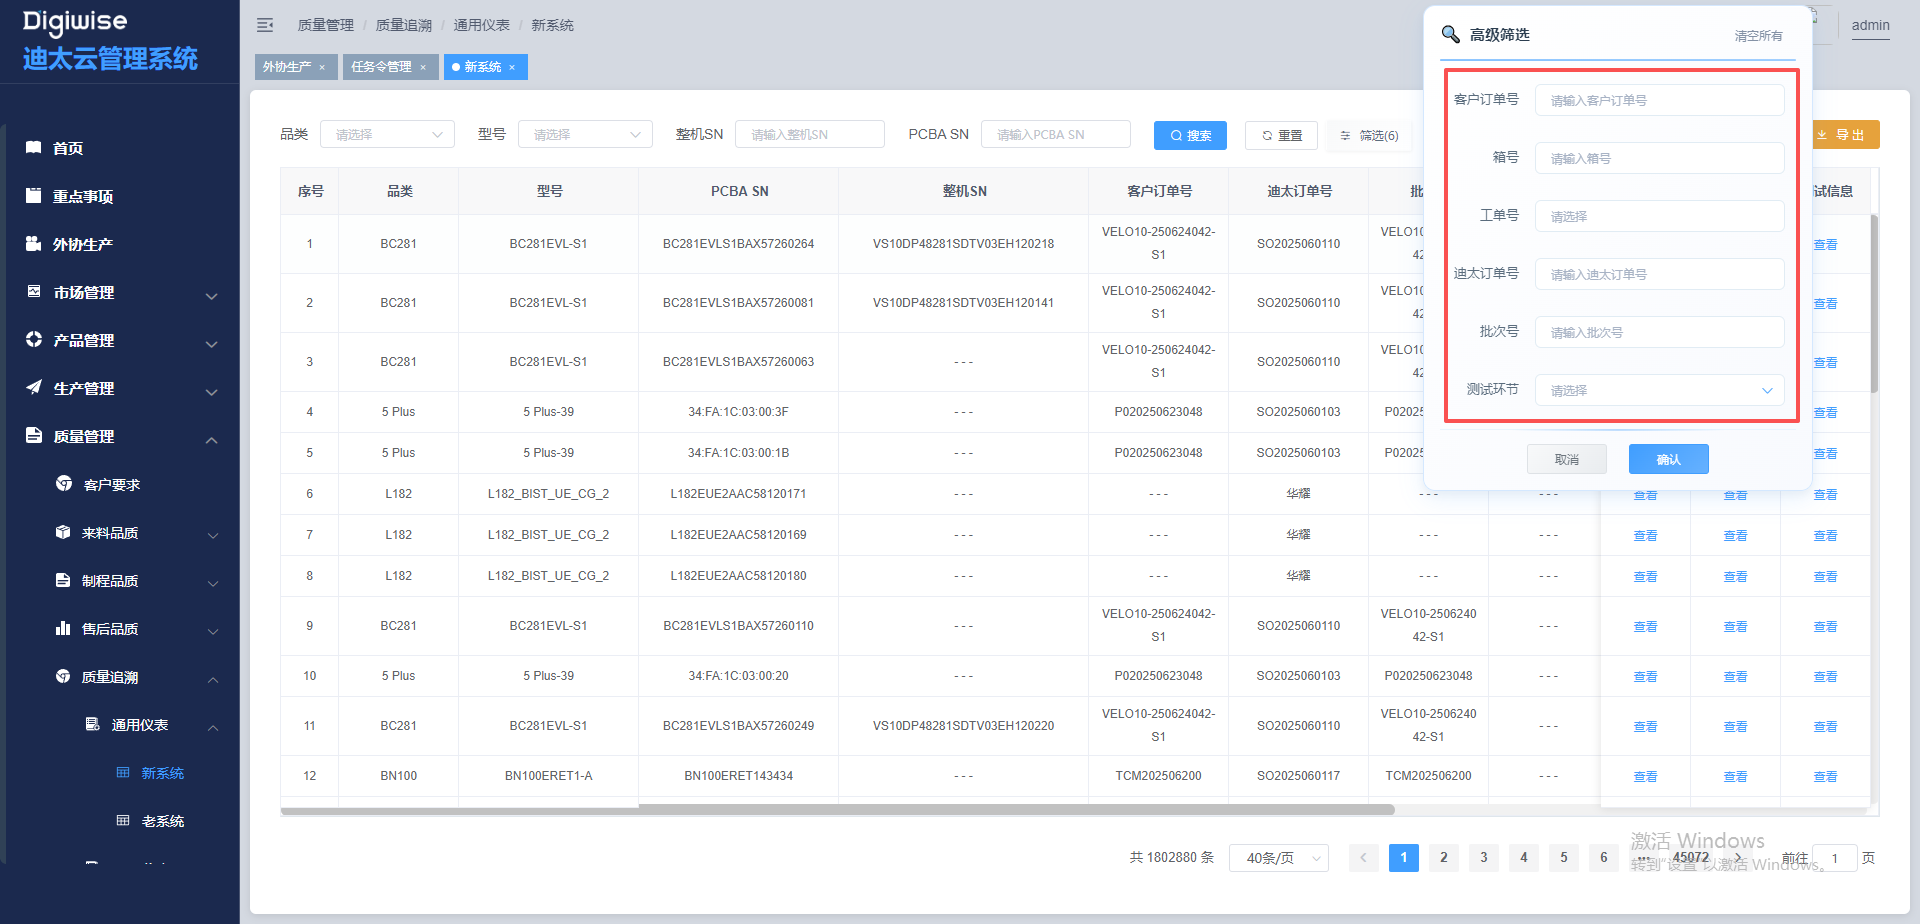 Digiwise
迪太云管理系统
首页
重点事项
外协生产
市场管理
产品管理
生产管理
质量管理
客户要求
来料品质
制程品质
售后品质
质量追溯
通用仪表
新系统
老系统
质量管理 / 质量追溯 / 通用仪表 / 新系统
admin
外协生产 × 任务令管理 × 新系统 ×
品类 请选择 型号 请选择 整机SN 请输入整机SN PCBA SN 请输入PCBA SN 搜索 重置 筛选(6) 导出
序号 品类 型号 PCBA SN 整机SN 客户订单号 迪太订单号 批 试信息
1 BC281 BC281EVL-S1 BC281EVLS1BAX57260264 VS10DP48281SDTV03EH120218 VELO10-250624042-S1 SO2025060110 VELO10 42 查看
2 BC281 BC281EVL-S1 BC281EVLS1BAX57260081 VS10DP48281SDTV03EH120141 VELO10-250624042-S1 SO2025060110 VELO10 42 查看
3 BC281 BC281EVL-S1 BC281EVLS1BAX57260063 --- VELO10-250624042-S1 SO2025060110 VELO10 42 查看
4 5 Plus 5 Plus-39 34:FA:1C:03:00:3F --- P020250623048 SO2025060103 P02025 查看
5 5 Plus 5 Plus-39 34:FA:1C:03:00:1B --- P020250623048 SO2025060103 P02025 查看
6 L182 L182_BIST_UE_CG_2 L182EUE2AAC58120171 --- --- 华耀 --- --- 查看 查看 查看
7 L182 L182_BIST_UE_CG_2 L182EUE2AAC58120169 --- --- 华耀 --- --- 查看 查看 查看
8 L182 L182_BIST_UE_CG_2 L182EUE2AAC58120180 --- --- 华耀 --- --- 查看 查看 查看
9 BC281 BC281EVL-S1 BC281EVLS1BAX57260110 --- VELO10-250624042-S1 SO2025060110 VELO10-250624042-S1 --- 查看 查看 查看
10 5 Plus 5 Plus-39 34:FA:1C:03:00:20 --- P020250623048 SO2025060103 P020250623048 --- 查看 查看 查看
11 BC281 BC281EVL-S1 BC281EVLS1BAX57260249 VS10DP48281SDTV03EH120220 VELO10-250624042-S1 SO2025060110 VELO10-250624042-S1 --- 查看 查看 查看
12 BN100 BN100ERET1-A BN100ERET143434 --- TCM202506200 SO2025060117 TCM202506200 --- 查看 查看 查看
共 1802880 条 40条/页 1 2 3 4 5 6 ... 45072 前往 1 页
高级筛选 清空所有
客户订单号 请输入客户订单号
箱号 请输入箱号
工单号 请选择
迪太订单号 请输入迪太订单号
批次号 请输入批次号
测试环节 请选择
取消 确认
激活 Windows
转到"设置"以激活 Windows。